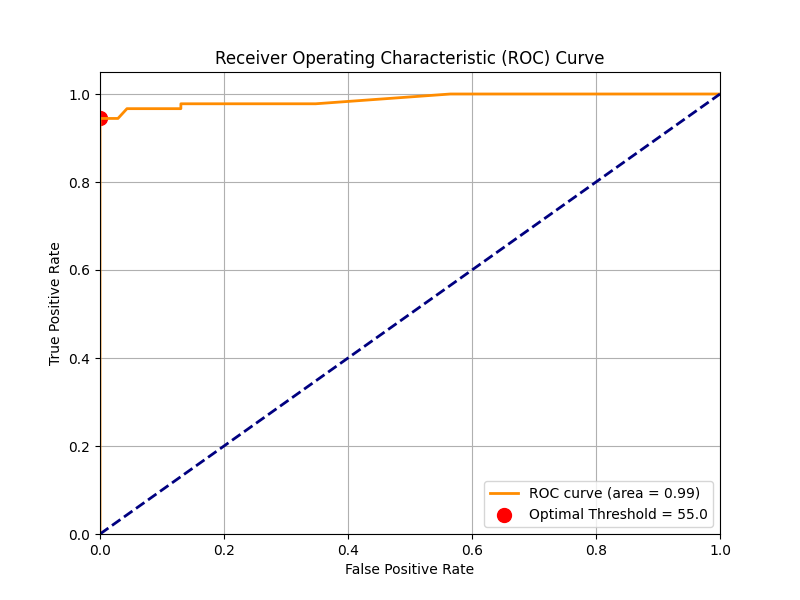 Receiver Operating Characteristic (ROC) Curve
1.0
0.8
0.6
0.4
0.2
0.0
True Positive Rate
0.0 0.2 0.4 0.6 0.8 1.0
False Positive Rate
ROC curve (area = 0.99)
Optimal Threshold = 55.0